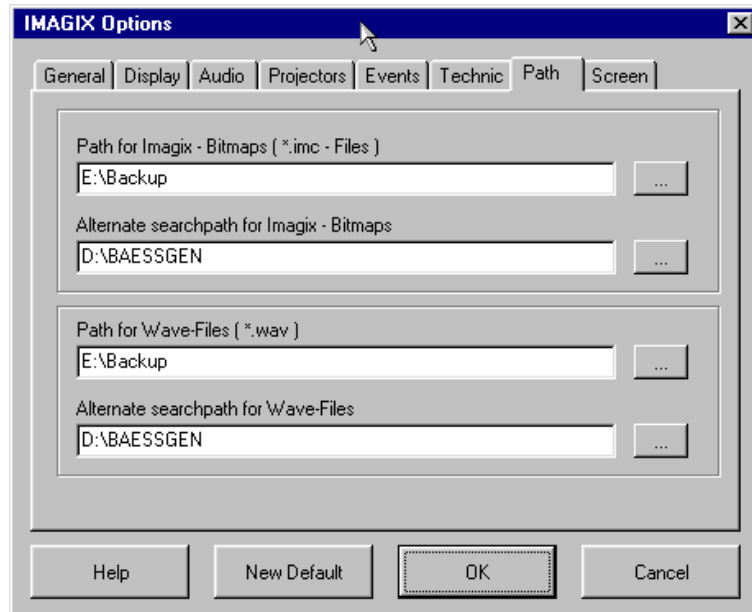 IMAGIX Options
General Display Audio Projectors Events Technic Path Screen
Path for Imagix - Bitmaps ( *.imc - Files )
E:\Backup
...
Alternate searchpath for Imagix - Bitmaps
D:\BAESSGEN
...
Path for Wave-Files ( *.wav )
E:\Backup
...
Alternate searchpath for Wave-Files
D:\BAESSGEN
...
Help New Default OK Cancel